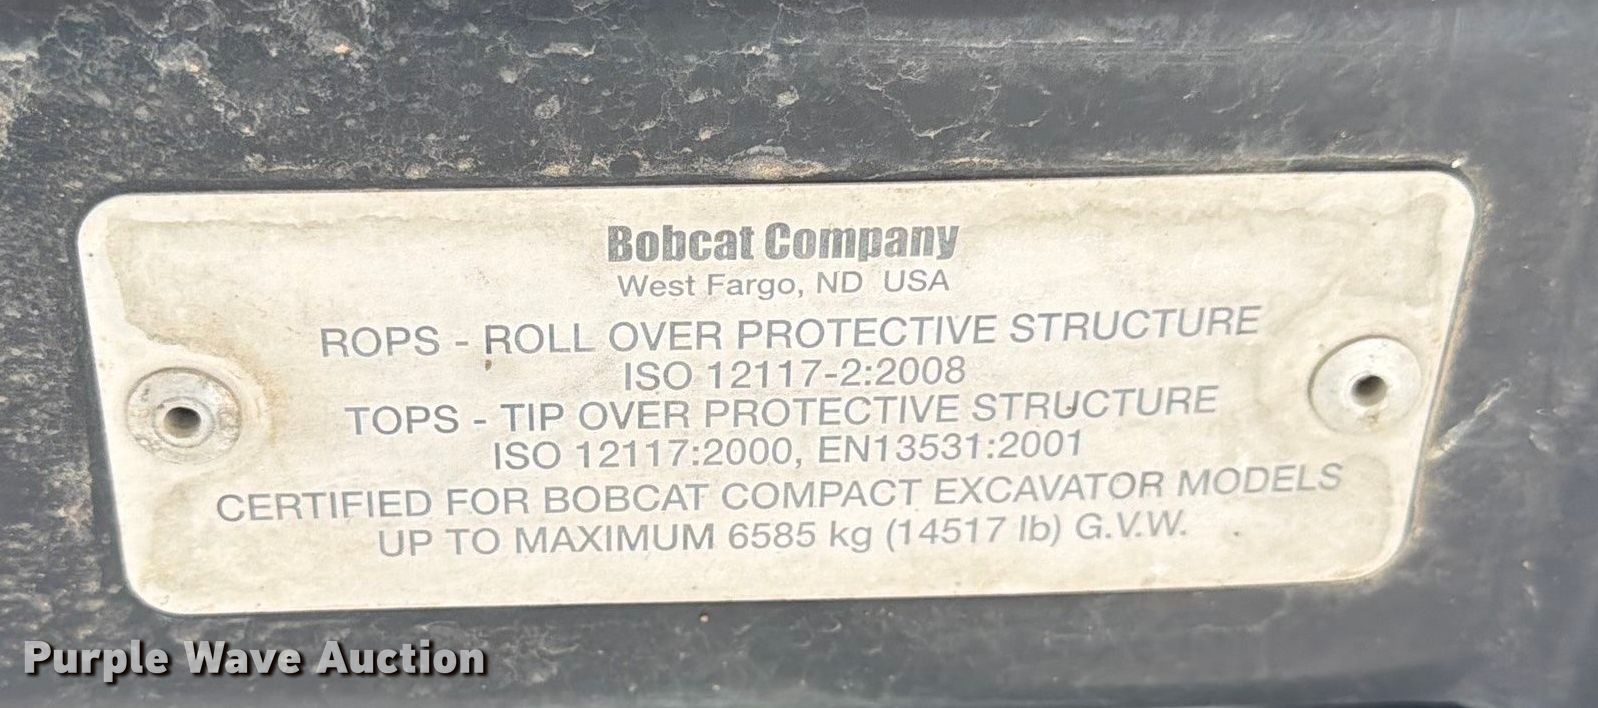 Bobcat Company
West Fargo, ND USA
ROPS - ROLL OVER PROTECTIVE STRUCTURE
ISO 12117-2:2008
TOPS - TIP OVER PROTECTIVE STRUCTURE
ISO 12117:2000, EN13531:2001
CERTIFIED FOR BOBCAT COMPACT EXCAVATOR MODELS
UP TO MAXIMUM 6585 kg (14517 lb) G.V.W.
Purple Wave Auction